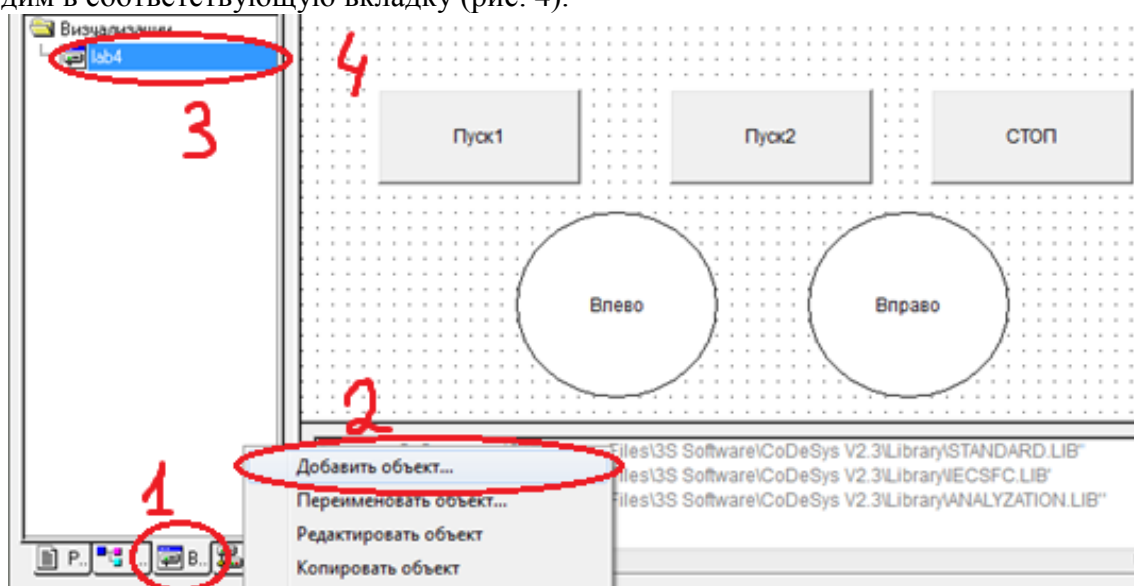 дим в соответствующую вкладку (рис. 4).
Визуализации
lab4
3
4
Пуск1 Пуск2 СТОП
Влево Вправо
2
Files\3S Software\CoDeSys V2.3\Library\STANDARD.LIB"
Добавить объект...
Files\3S Software\CoDeSys V2.3\Library\IECSFC.LIB"
Переименовать объект...
Files\3S Software\CoDeSys V2.3\Library\ANALYZATION.LIB"
1
Редактировать объект
P.. ... В..
Копировать объект